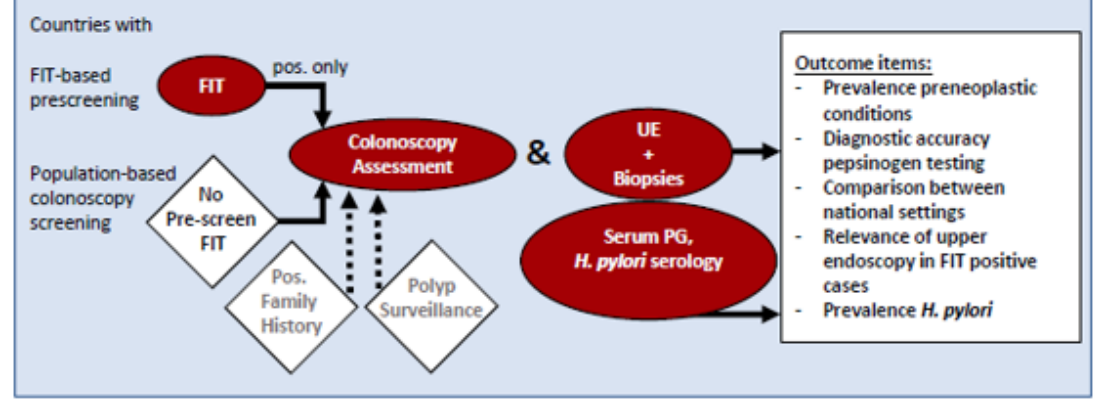 Countries with
FIT-based
prescreening
FIT
pos. only
Colonoscopy
Assessment
&
UE
+
Biopsies
Population-based
colonoscopy
screening
No
Pre-screen
FIT
Pos.
Family
History
Polyp
Surveillance
Serum PG,
H. pylori serology
Outcome items:
- Prevalence preneoplastic
conditions
- Diagnostic accuracy
pepsinogen testing
- Comparison between
national settings
- Relevance of upper
endoscopy in FIT positive
cases
- Prevalence H. pylori